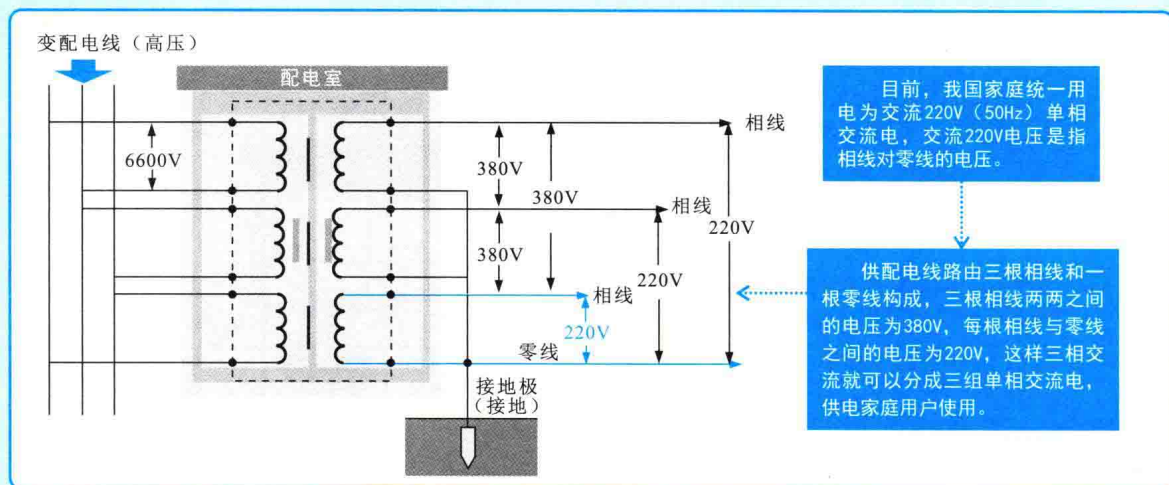 变配电线（高压）
配电室
6600V
380V
380V
380V
相线
相线
相线
220V
220V
220V
零线
接地极
（接地）
目前，我国家庭统一用
电为交流220V（50Hz）单相
交流电，交流220V电压是指
相线对零线的电压。
供配电线路由三根相线和一
根零线构成，三根相线两两之间
的电压为380V，每根相线与零线
之间的电压为220V，这样三相交
流就可以分成三组单相交流电，
供电家庭用户使用。